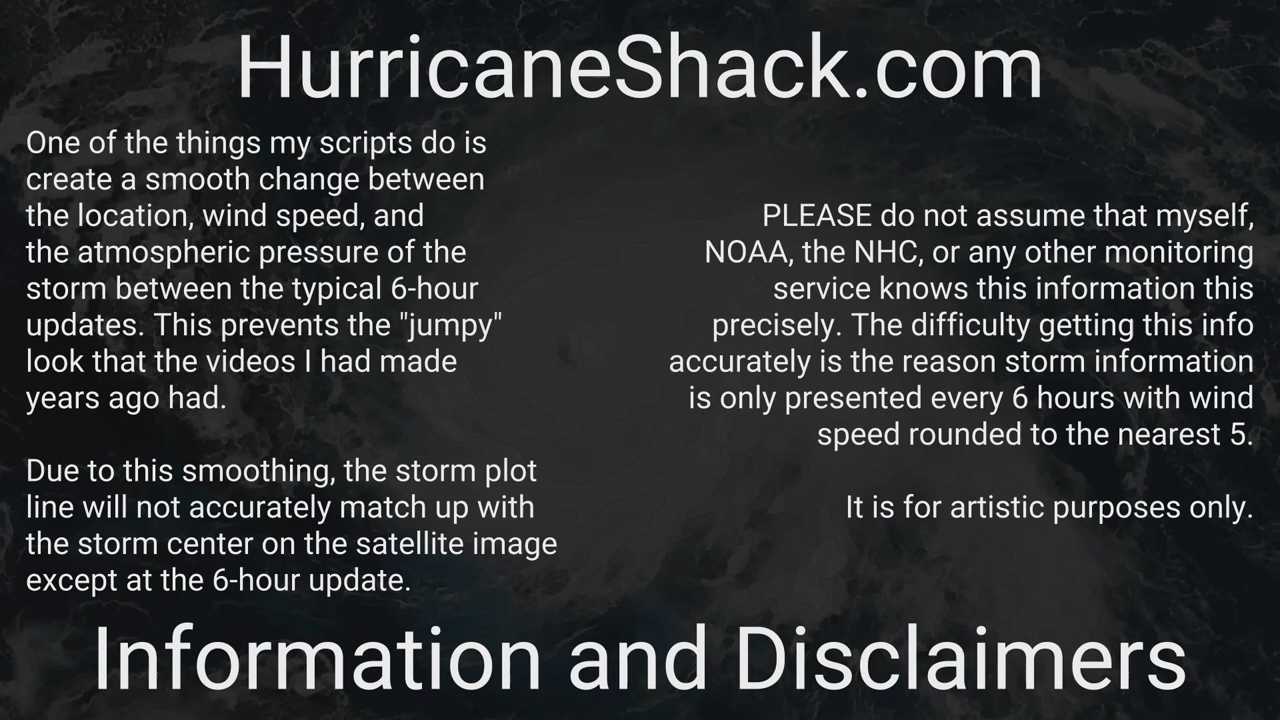 HurricaneShack.com
One of the things my scripts do is
create a smooth change between
the location, wind speed, and
the atmospheric pressure of the
storm between the typical 6-hour
updates. This prevents the "jumpy"
look that the videos I had made
years ago had.
Due to this smoothing, the storm plot
line will not accurately match up with
the storm center on the satellite image
except at the 6-hour update.
PLEASE do not assume that myself,
NOAA, the NHC, or any other monitoring
service knows this information this
precisely. The difficulty getting this info
accurately is the reason storm information
is only presented every 6 hours with wind
speed rounded to the nearest 5.
It is for artistic purposes only.
Information and Disclaimers